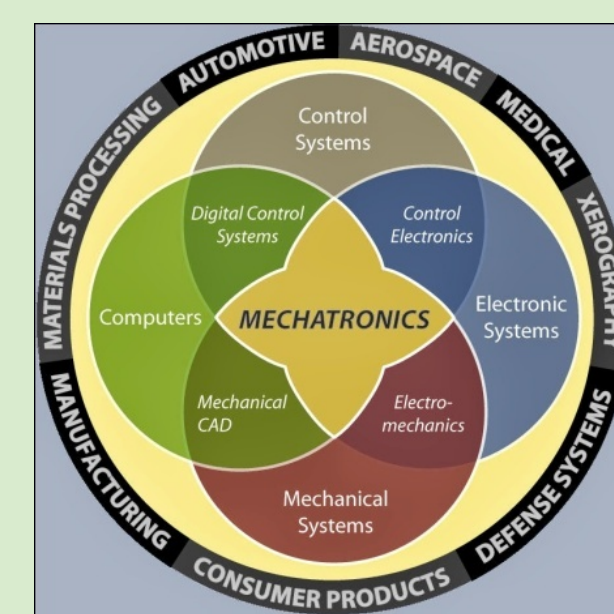 AUTOMOTIVE
AEROSPACE
MEDICAL
XEROGRAPHY
DEFENSE SYSTEMS
CONSUMER PRODUCTS
MANUFACTURING
MATERIALS PROCESSING
Control
Systems
Digital Control
Systems
Control
Electronics
Computers
MECHATRONICS
Electronic
Systems
Mechanical
CAD
Electro-
mechanics
Mechanical
Systems